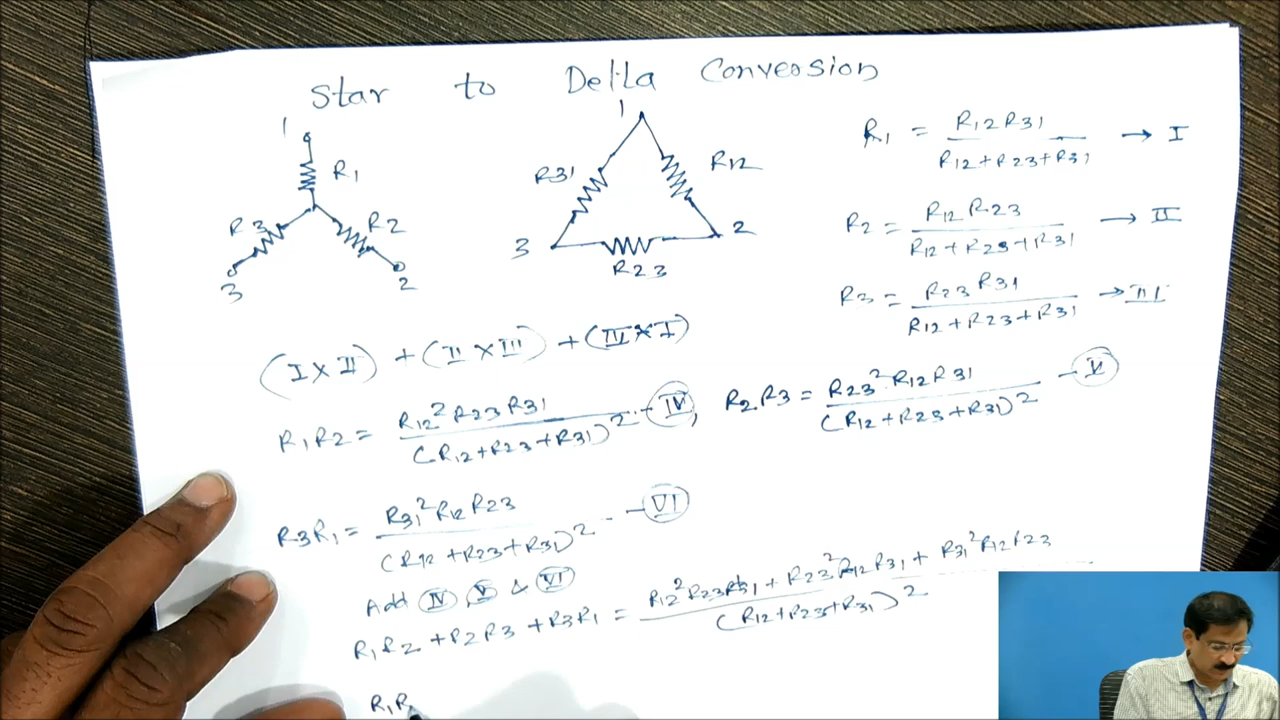 Star to Delta Conversion
1
R1
R3
R2
3
2
1
R31
R12
3
2
R23
R1 = R12 R31 / R12 + R23 + R31 → I
R2 = R12 R23 / R12 + R23 + R31 → II
R3 = R23 R31 / R12 + R23 + R31 → III
(I X II) + (II X III) + (III X I)
R1 R2 = R12² R23 R31 / (R12 + R23 + R31)² - IV, R2 R3 = R23² R12 R31 / (R12 + R23 + R31)² - V
R3 R1 = R31² R12 R23 / (R12 + R23 + R31)² - VI
Add IV, V & VI
R1 R2 + R2 R3 + R3 R1 = R12² R23 R31 + R23² R12 R31 + R31² R12 R23 / (R12 + R23 + R31)²
R1 R